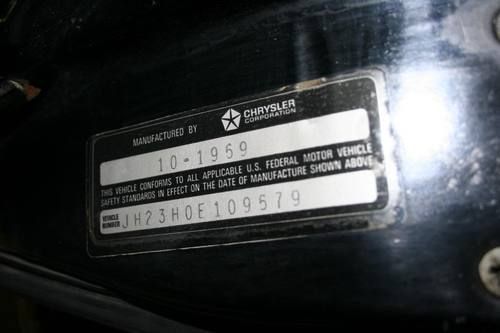 MANUFACTURED BY CHRYSLER CORPORATION
10-1969
THIS VEHICLE CONFORMS TO ALL APPLICABLE U.S. FEDERAL MOTOR VEHICLE
SAFETY STANDARDS IN EFFECT ON THE DATE OF MANUFACTURE SHOWN ABOVE
VEHICLE NUMBER JH23H0E109679